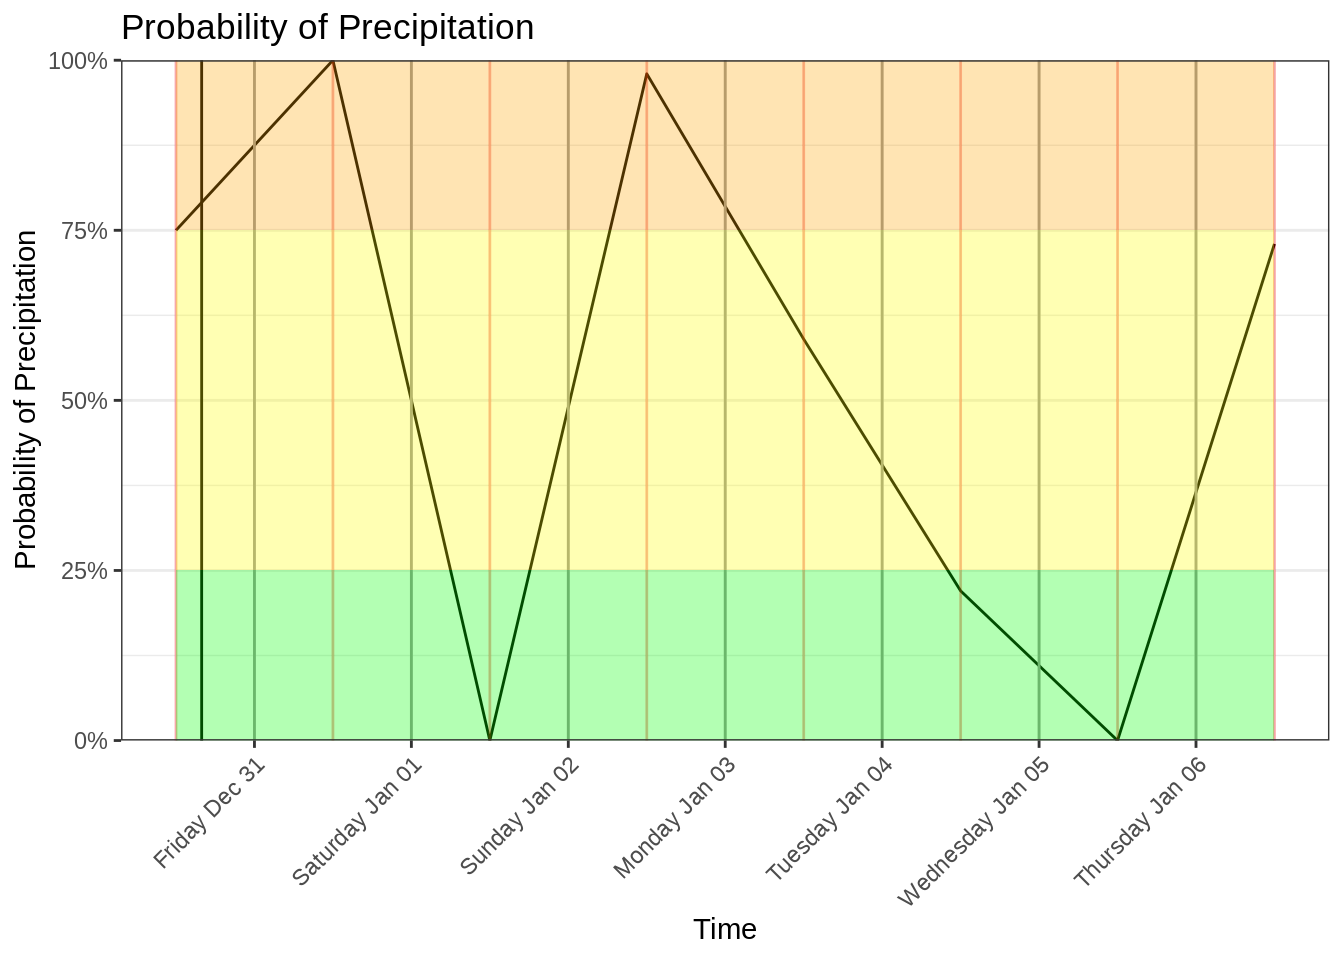 Probability of Precipitation
Probability of Precipitation
100%
75%
50%
25%
0%
Friday Dec 31
Saturday Jan 01
Sunday Jan 02
Monday Jan 03
Tuesday Jan 04
Wednesday Jan 05
Thursday Jan 06
Time